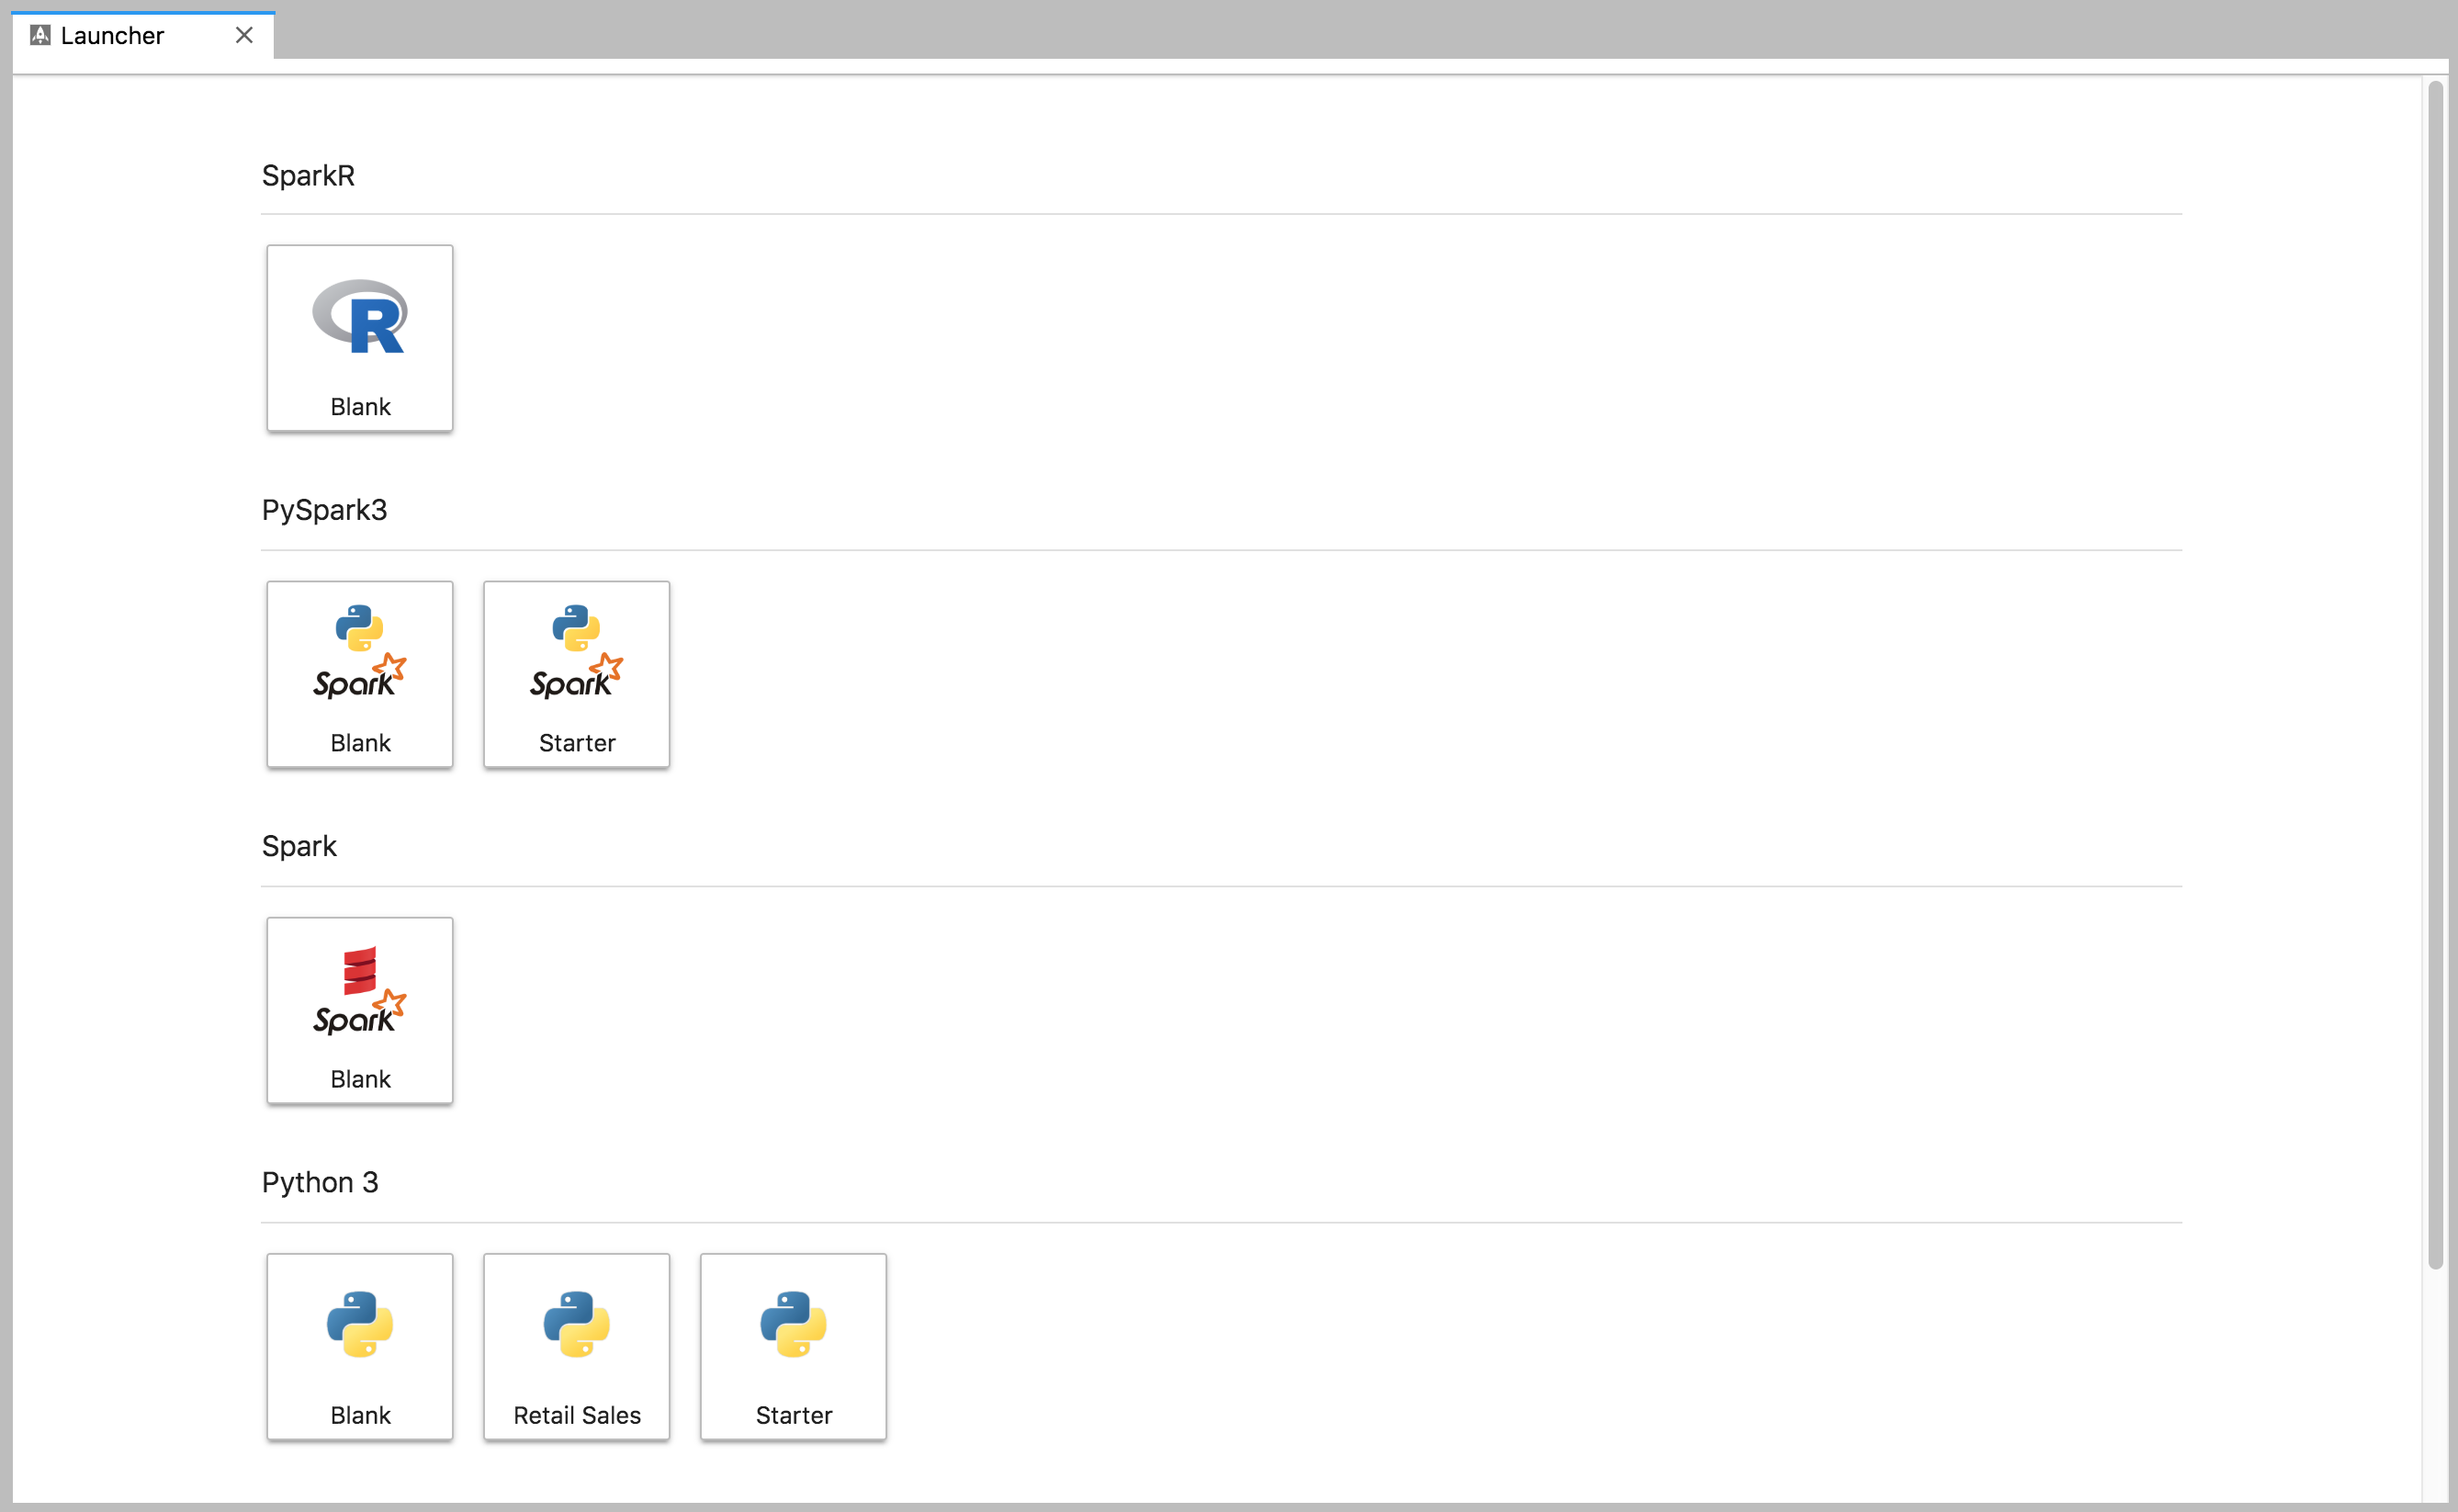 Launcher
SparkR
R
Blank
PySpark3
Spark Spark
Blank Starter
Spark
Spark
Blank
Python 3
Blank Retail Sales Starter